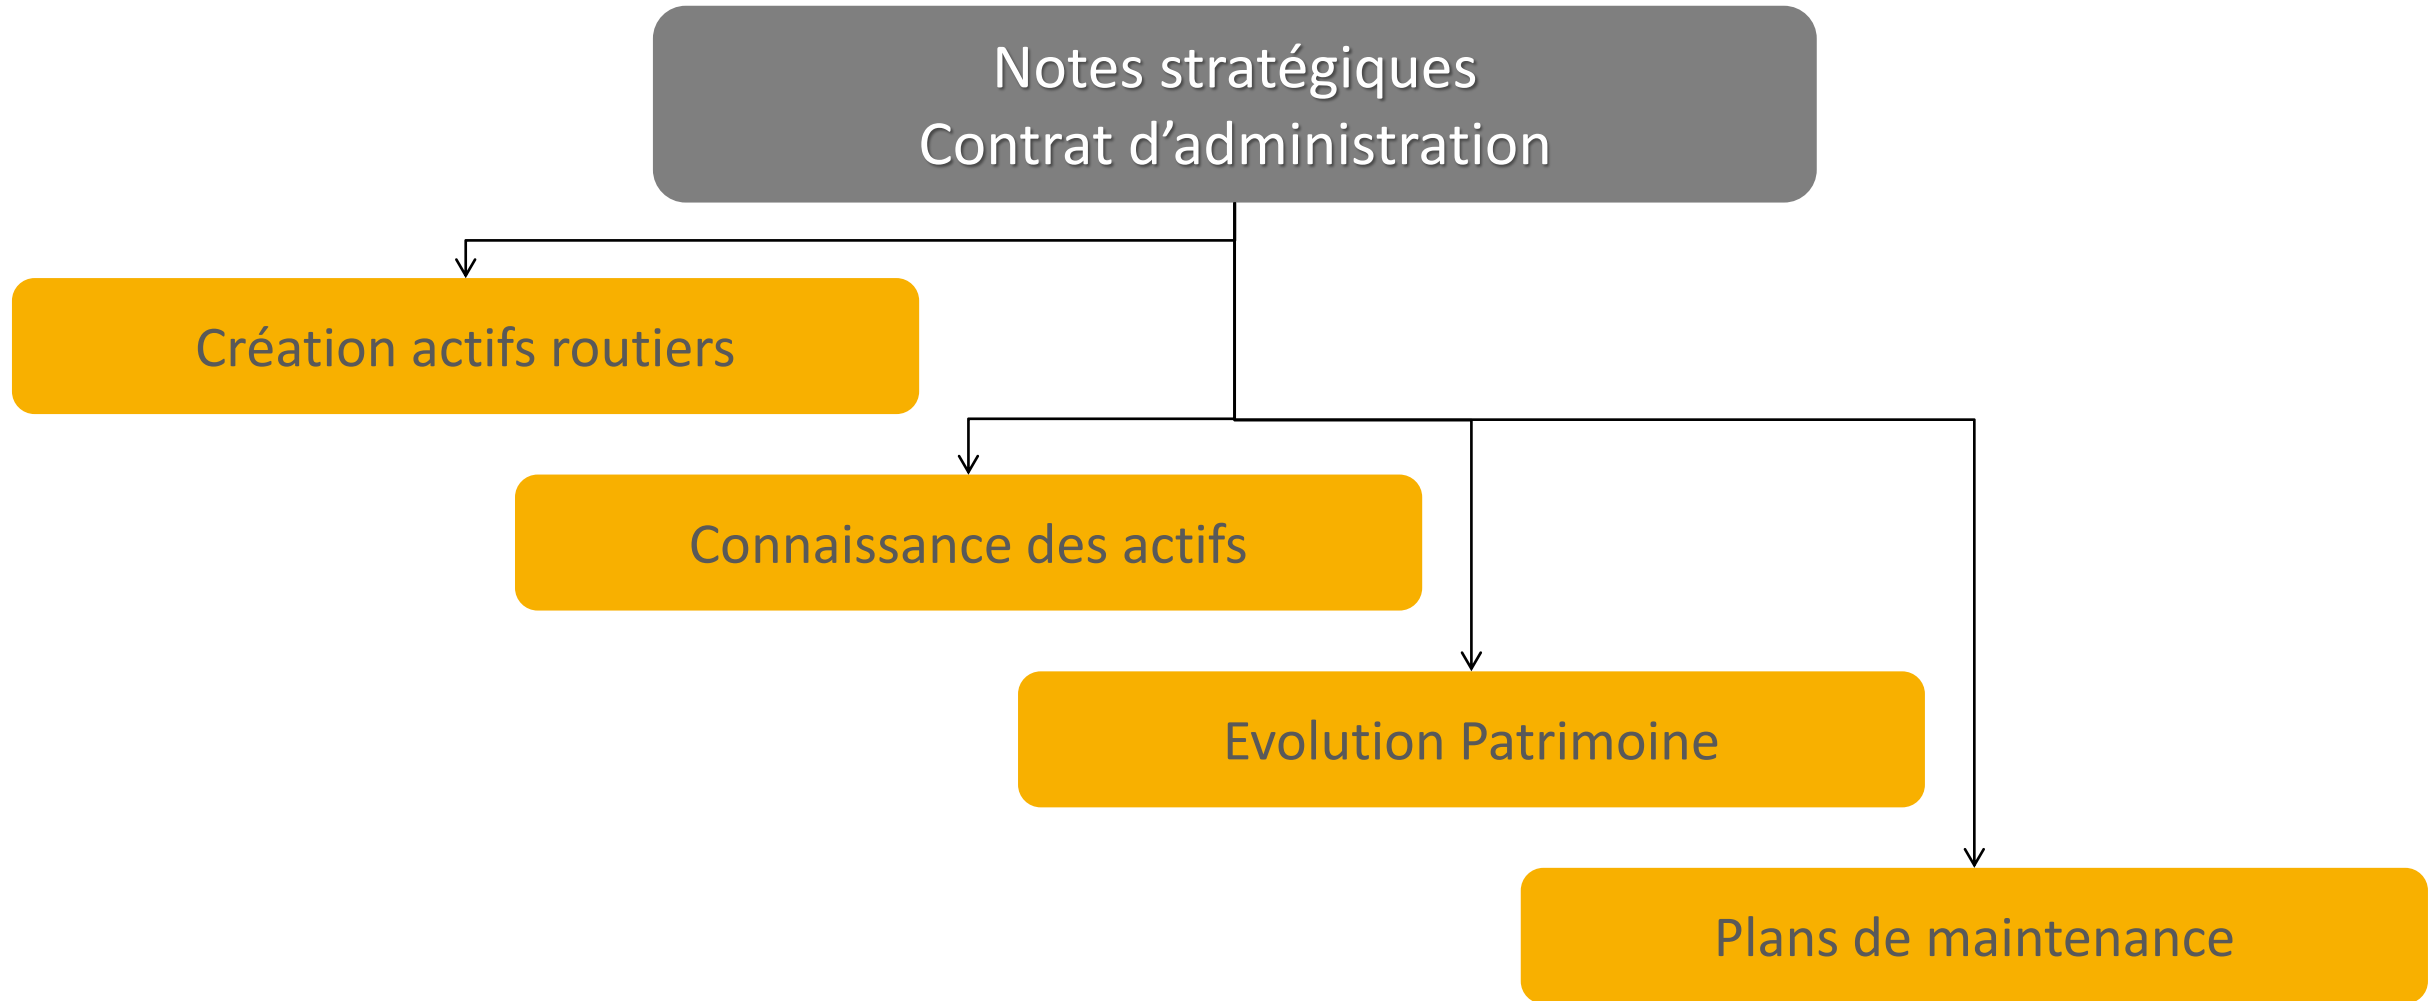 Notes stratégiques
Contrat d’administration
Création actifs routiers
Connaissance des actifs
Evolution Patrimoine
Plans de maintenance